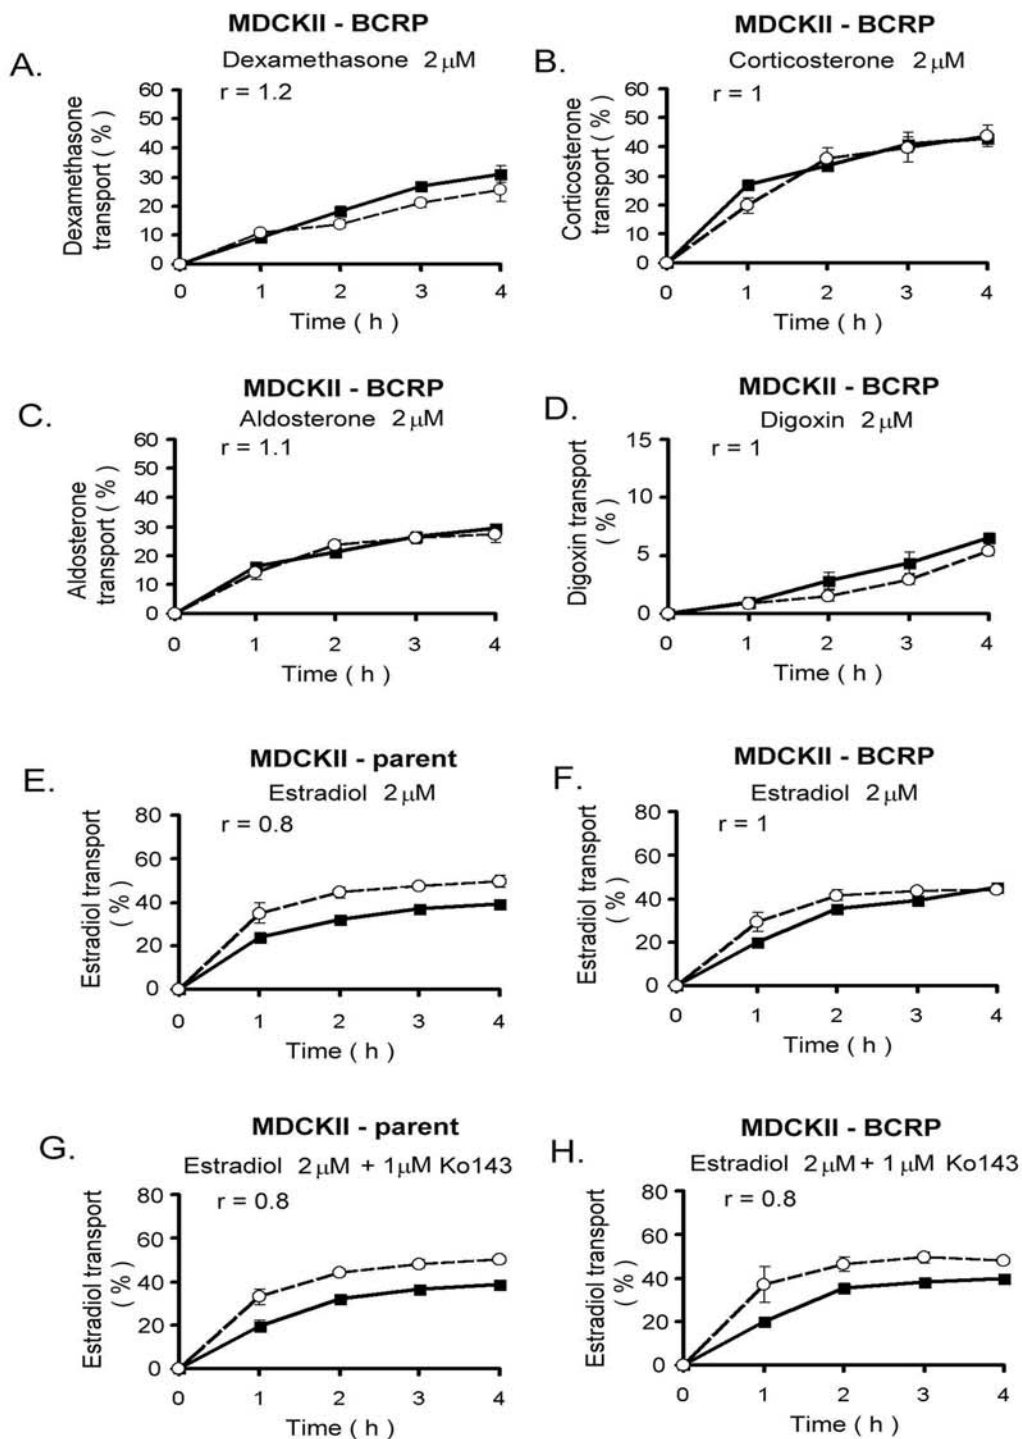 MDCKII - BCRP
A.
Dexamethasone 2 μM
r = 1.2
Dexamethasone
transport ( % )
60
50
40
30
20
10
0
0 1 2 3 4
Time ( h )
MDCKII - BCRP
B.
Corticosterone 2 μM
r = 1
Corticosterone
transport ( % )
60
50
40
30
20
10
0
0 1 2 3 4
Time ( h )
MDCKII - BCRP
C.
Aldosterone 2 μM
r = 1.1
Aldosterone
transport ( % )
60
50
40
30
20
10
0
0 1 2 3 4
Time ( h )
MDCKII - BCRP
D.
Digoxin 2 μM
r = 1
Digoxin transport
( % )
15
10
5
0
0 1 2 3 4
Time ( h )
MDCKII - parent
E.
Estradiol 2 μM
r = 0.8
Estradiol transport
( % )
80
60
40
20
0
0 1 2 3 4
Time ( h )
MDCKII - BCRP
F.
Estradiol 2 μM
r = 1
Estradiol transport
( % )
80
60
40
20
0
0 1 2 3 4
Time ( h )
MDCKII - parent
G.
Estradiol 2 μM + 1 μM Ko143
r = 0.8
Estradiol transport
( % )
80
60
40
20
0
0 1 2 3 4
Time ( h )
MDCKII - BCRP
H.
Estradiol 2 μM + 1 μM Ko143
r = 0.8
Estradiol transport
( % )
80
60
40
20
0
0 1 2 3 4
Time ( h )